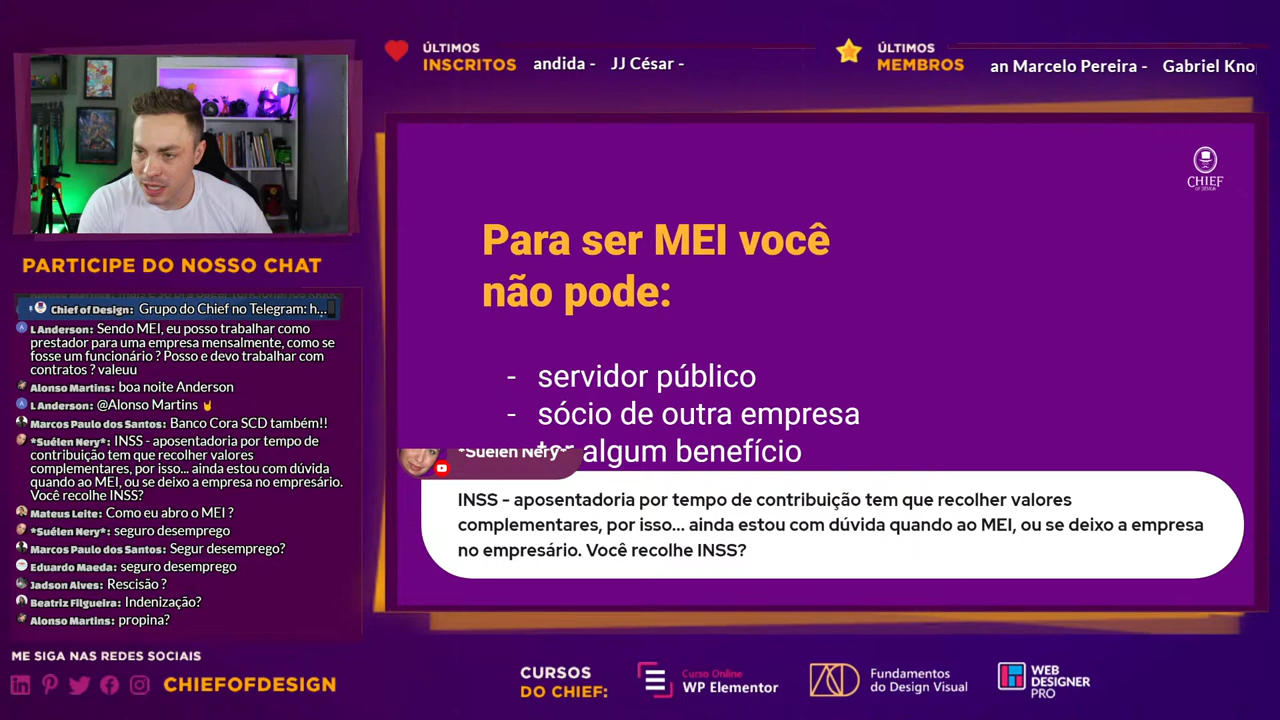 ÚLTIMOS
INSCRITOS
andida - JJ César -
ÚLTIMOS
MEMBROS
an Marcelo Pereira - Gabriel Kno
CHIEF
OF DESIGN
Para ser MEI você
não pode:
- servidor público
- sócio de outra empresa
- ter algum benefício
*Suélen Nery*
INSS - aposentadoria por tempo de contribuição tem que recolher valores
complementares, por isso... ainda estou com dúvida quando ao MEI, ou se deixo a empresa
no empresário. Você recolhe INSS?
PARTICIPE DO NOSSO CHAT
Chief of Design: Grupo do Chief no Telegram: h...
L Anderson: Sendo MEI, eu posso trabalhar como
prestador para uma empresa mensalmente, como se
fosse um funcionário ? Posso e devo trabalhar com
contratos ? valeuu
Alonso Martins: boa noite Anderson
L Anderson: @Alonso Martins
Marcos Paulo dos Santos: Banco Cora SCD também!!
*Suélen Nery*: INSS - aposentadoria por tempo de
contribuição tem que recolher valores
complementares, por isso... ainda estou com dúvida
quando ao MEI, ou se deixo a empresa no empresário.
Você recolhe INSS?
Mateus Leite: Como eu abro o MEI ?
*Suélen Nery*: seguro desemprego
Marcos Paulo dos Santos: Segur desemprego?
Eduardo Maeda: seguro desemprego
Jadson Alves: Rescisão ?
Beatriz Filgueira: Indenização?
Alonso Martins: propina?
ME SIGA NAS REDES SOCIAIS
CHIEFOFDESIGN
CURSOS
DO CHIEF:
Curso Online
WP Elementor
Fundamentos
do Design Visual
WEB
DESIGNER
PRO